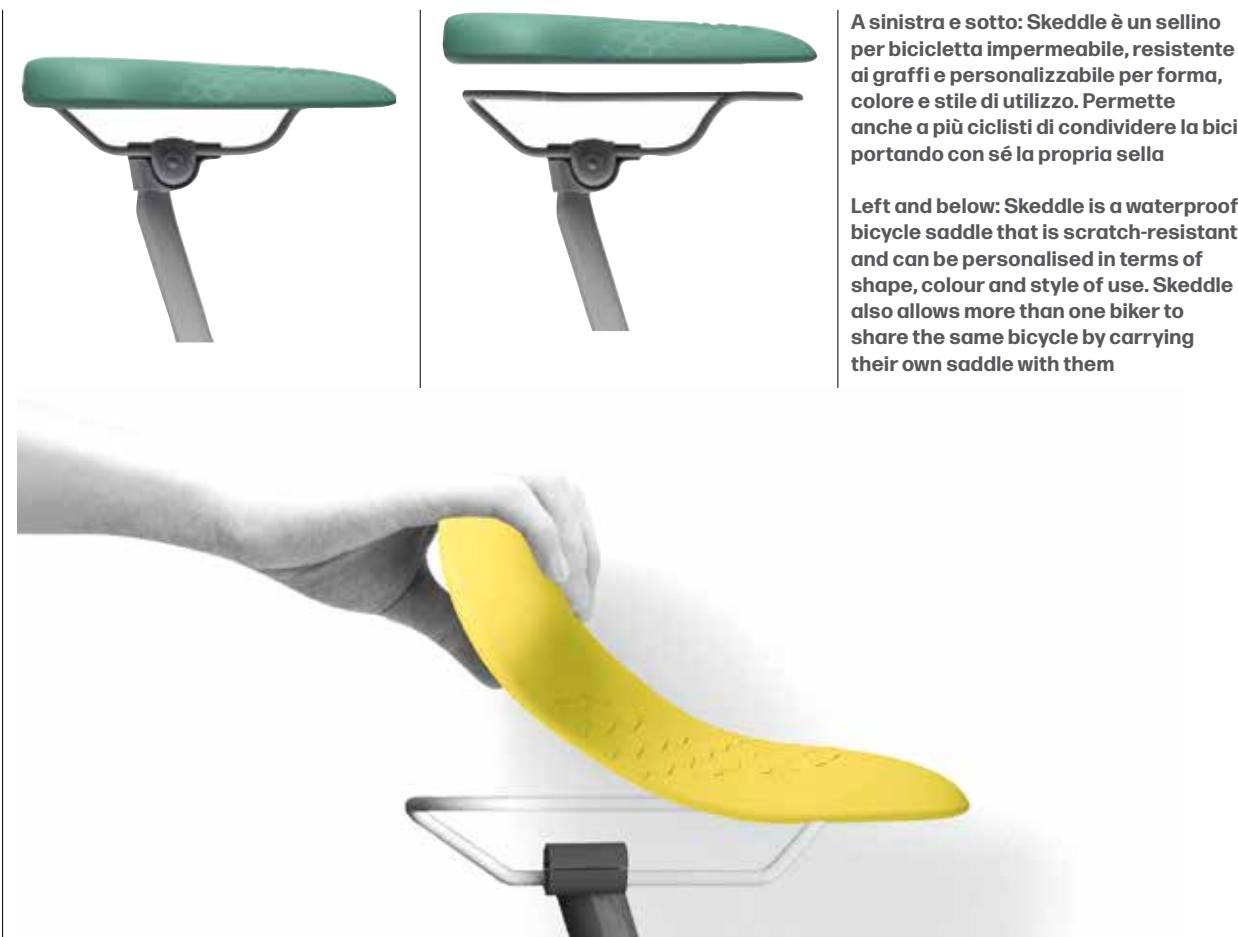 A sinistra e sotto: Skeddle è un sellino
per bicicletta impermeabile, resistente
ai graffi e personalizzabile per forma,
colore e stile di utilizzo. Permette
anche a più ciclisti di condividere la bici
portando con sé la propria sella
Left and below: Skeddle is a waterproof
bicycle saddle that is scratch-resistant
and can be personalised in terms of
shape, colour and style of use. Skeddle
also allows more than one biker to
share the same bicycle by carrying
their own saddle with them